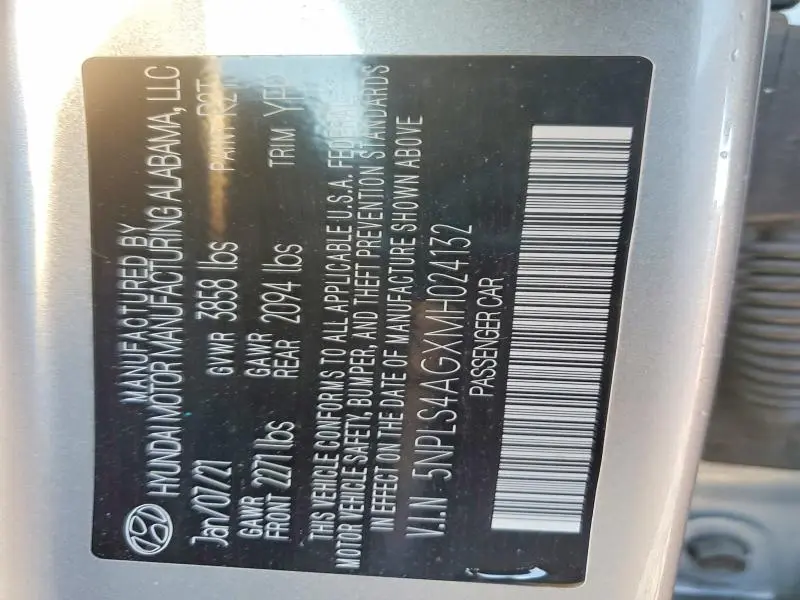 MANUFACTURED BY
HYUNDAI MOTOR MANUFACTURING ALABAMA, LLC
Jan/07/21 GVWR 3858 lbs PAINT R2T
GAWR GAWR
FRONT 2271 lbs REAR 2094 lbs TRIM
THIS VEHICLE CONFORMS TO ALL APPLICABLE U.S.A. FEDERAL
MOTOR VEHICLE SAFETY, BUMPER, AND THEFT PREVENTION STANDARDS
IN EFFECT ON THE DATE OF MANUFACTURE SHOWN ABOVE
V.I.N - 5NPLS4AGXMH024132
PASSENGER CAR